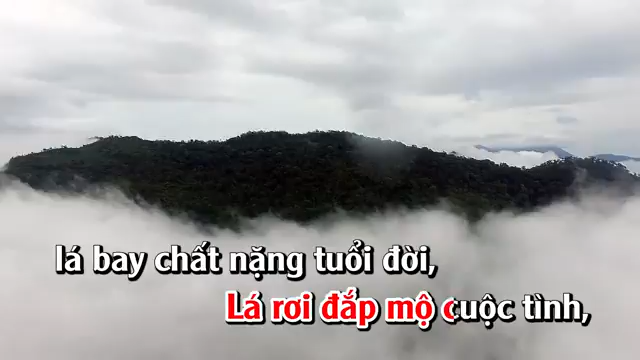 lá bay chất nặng tuổi đời,
Lá rơi đắp mộ cuộc tình,